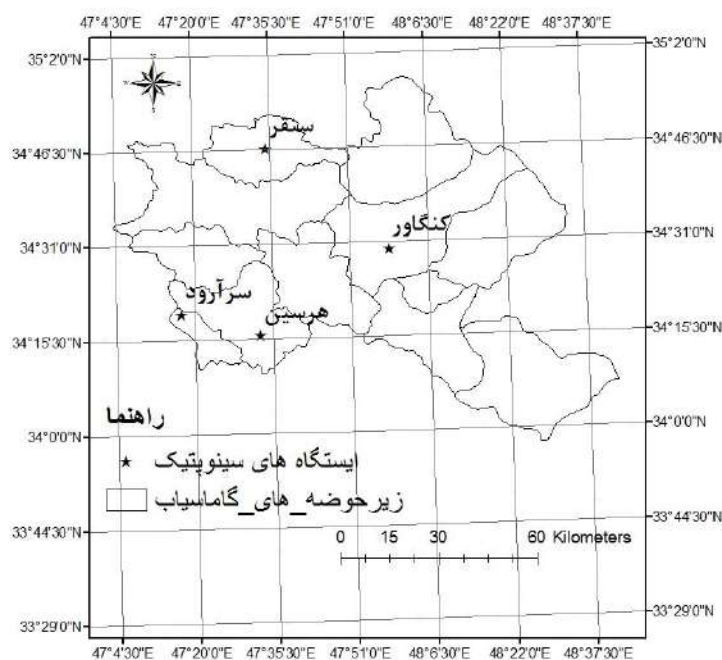 47°4'30"E 47°20'0"E 47°35'30"E 47°51'0"E 48°6'30"E 48°22'0"E 48°37'30"E
35°2'0"N 35°2'0"N
سنقر
34°46'30"N 34°46'30"N
کنگاور
34°31'0"N 34°31'0"N
سرآرود
هرسین
34°15'30"N 34°15'30"N
راهنما
34°0'0"N 34°0'0"N
ایستگاه های سینوپتیک
زیرحوضه_های_گاماسیاب
33°44'30"N 33°44'30"N
0 15 30 60 Kilometers
33°29'0"N 33°29'0"N
47°4'30"E 47°20'0"E 47°35'30"E 47°51'0"E 48°6'30"E 48°22'0"E 48°37'30"E